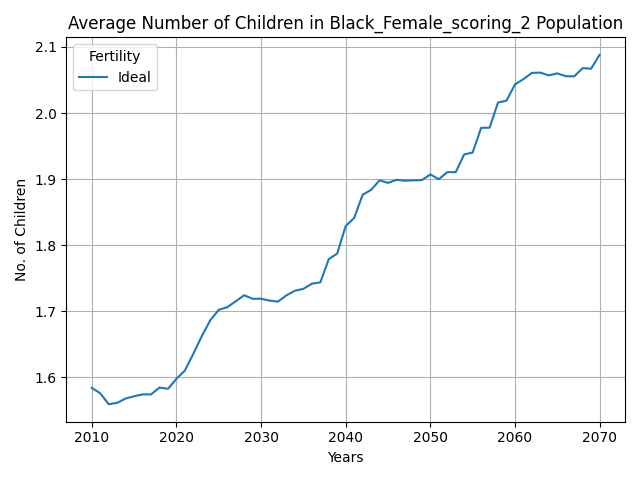 Average Number of Children in Black_Female_scoring_2 Population
Fertility
Ideal
No. of Children
2.1
2.0
1.9
1.8
1.7
1.6
2010 2020 2030 2040 2050 2060 2070
Years